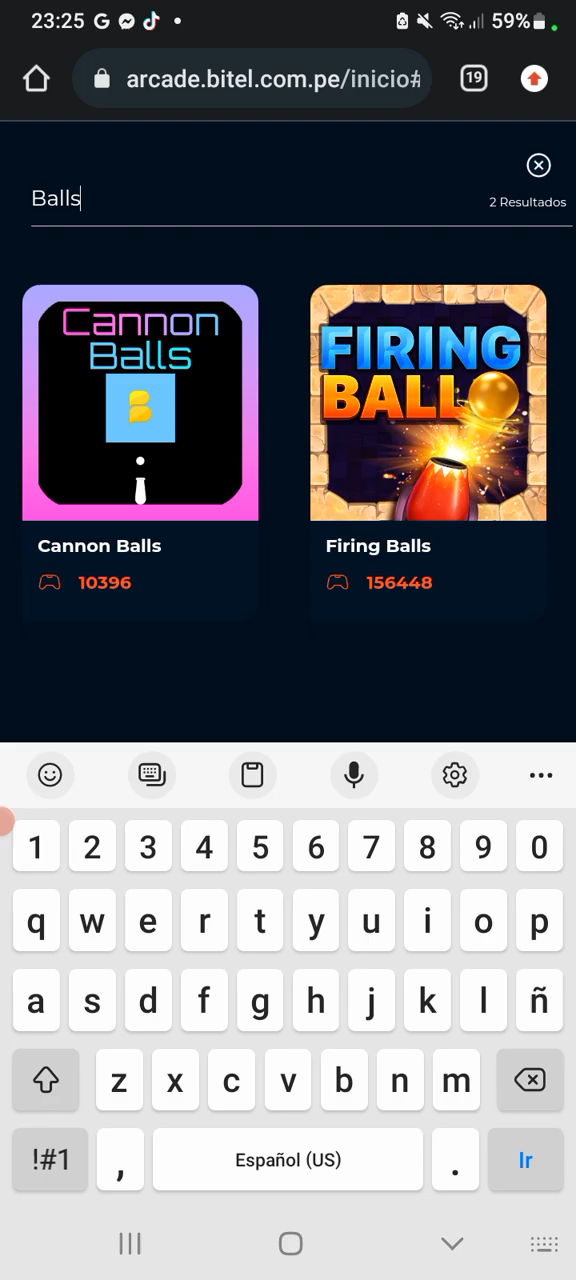 23:25
59%
arcade.bitel.com.pe/inicio#
19
Balls
2 Resultados
Cannon
Balls
B
FIRING
BALL
Cannon Balls
10396
Firing Balls
156448
1 2 3 4 5 6 7 8 9 0
q w e r t y u i o p
a s d f g h j k l ñ
z x c v b n m
!#1 , Español (US) . Ir